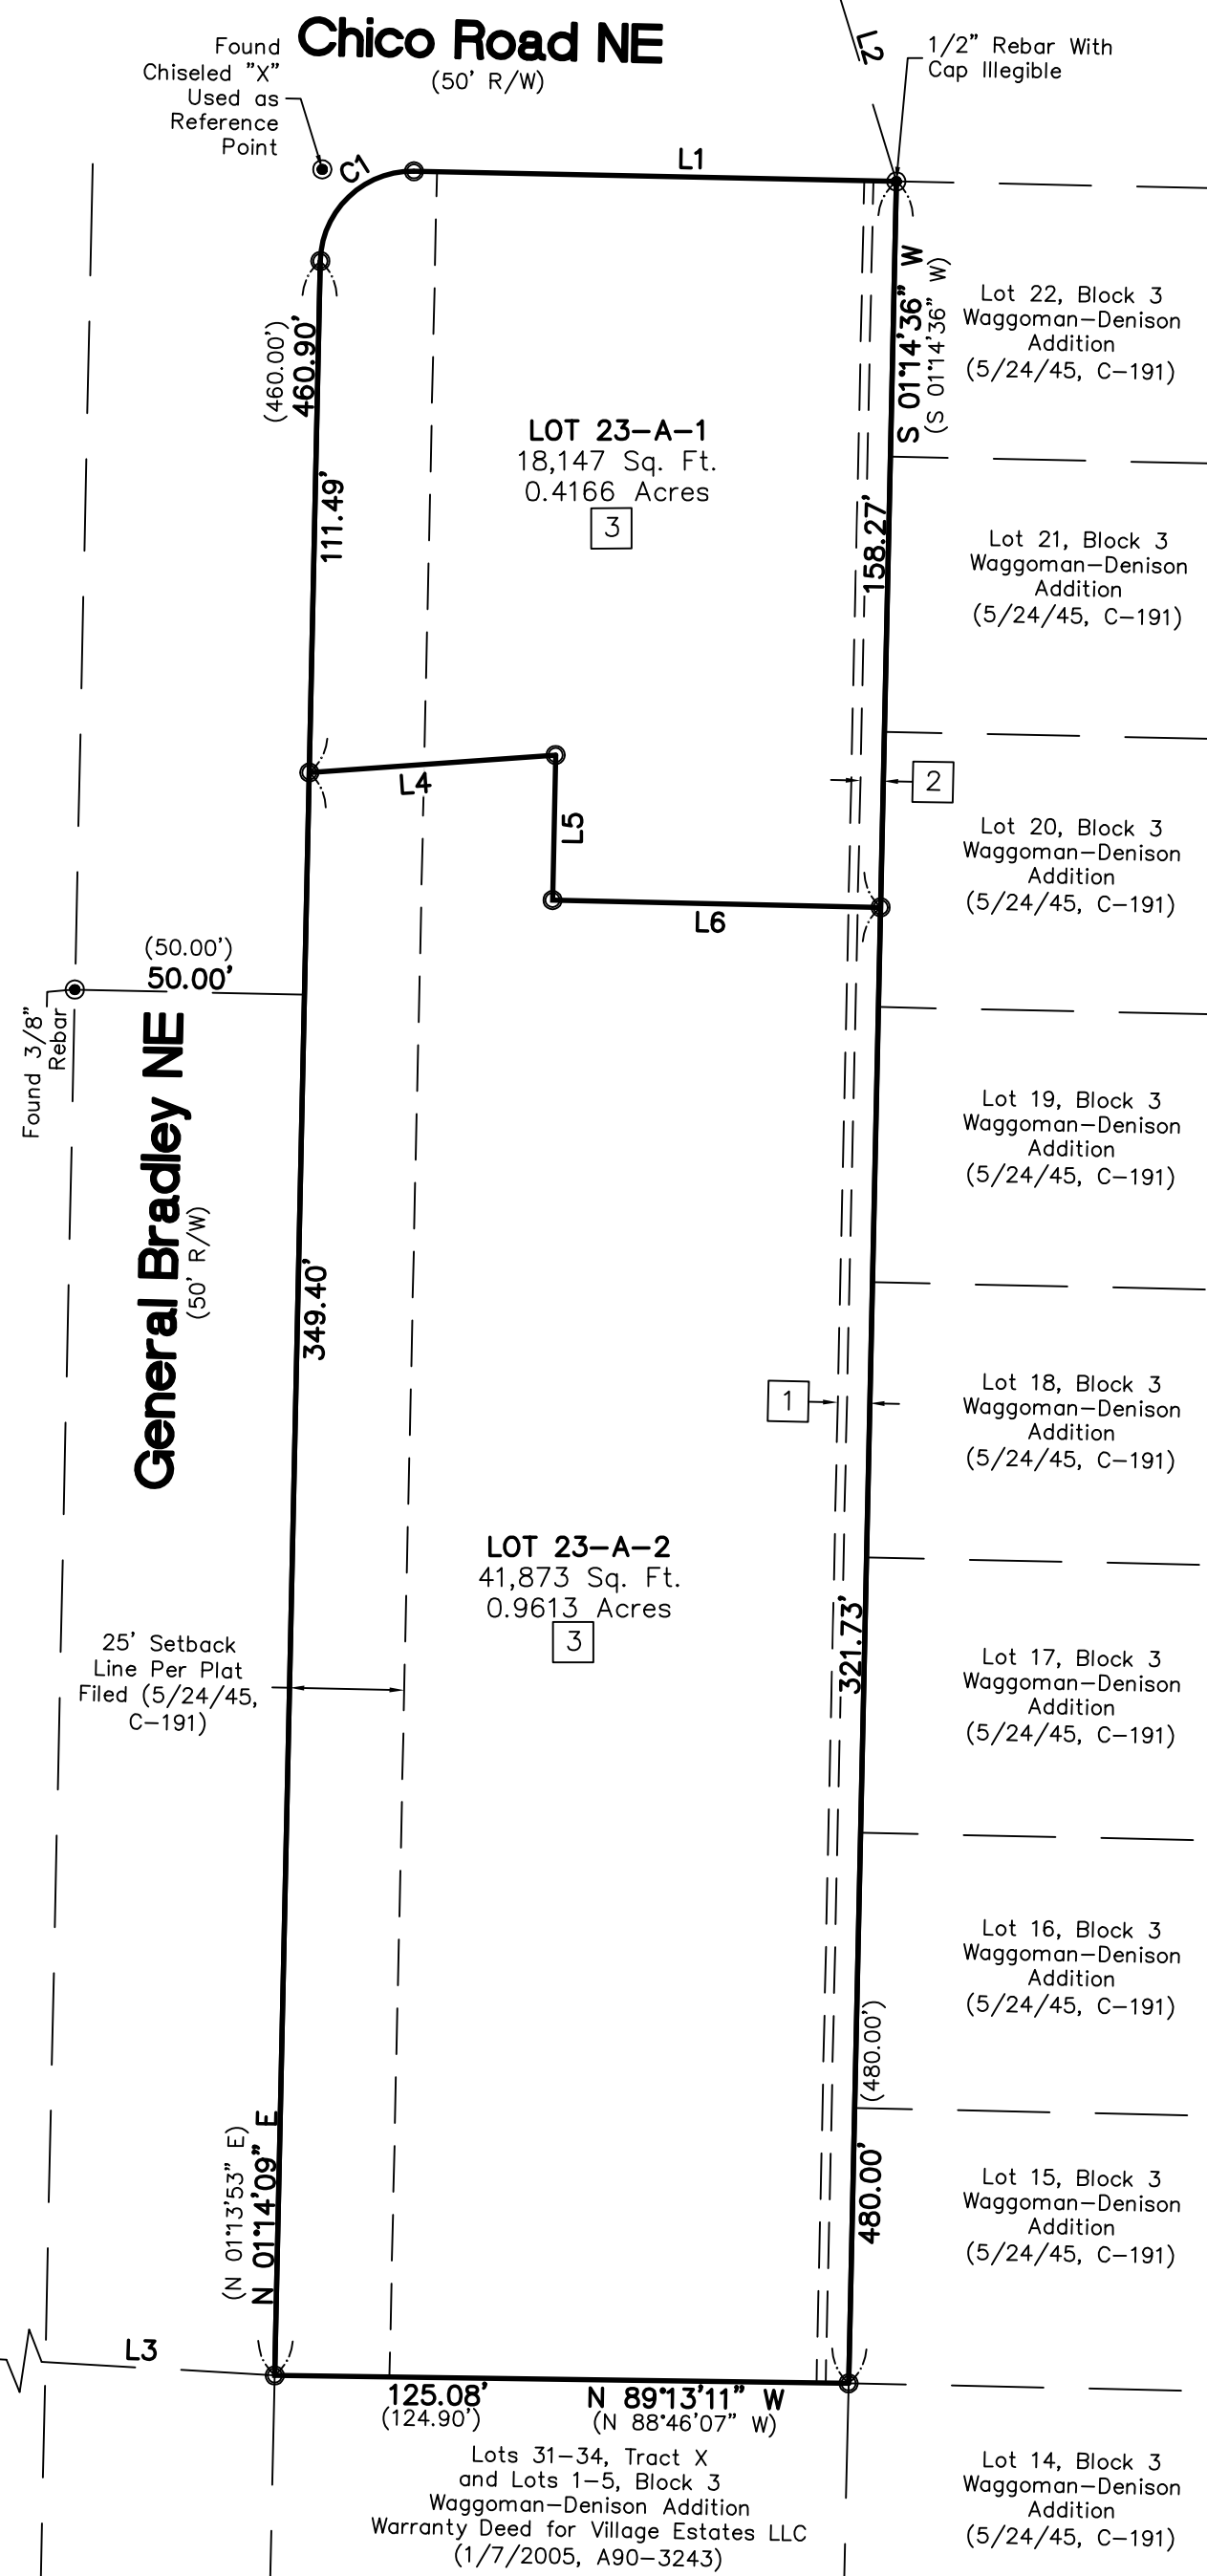 Chico Road NE
(50' R/W)
Found
Chiseled "X"
Used as
Reference
Point
C1
L1
L2
1/2" Rebar With
Cap Illegible
S 01°14'36" W
(S 01°14'36" W)
Lot 22, Block 3
Waggoman-Denison
Addition
(5/24/45, C-191)
(460.00')
460.90'
LOT 23-A-1
18,147 Sq. Ft.
0.4166 Acres
3
111.49'
158.27'
Lot 21, Block 3
Waggoman-Denison
Addition
(5/24/45, C-191)
L4
L5
L6
2
Lot 20, Block 3
Waggoman-Denison
Addition
(5/24/45, C-191)
(50.00')
50.00'
Found 3/8"
Rebar
General Bradley NE
(50' R/W)
Lot 19, Block 3
Waggoman-Denison
Addition
(5/24/45, C-191)
349.40'
1
Lot 18, Block 3
Waggoman-Denison
Addition
(5/24/45, C-191)
LOT 23-A-2
41,873 Sq. Ft.
0.9613 Acres
3
25' Setback
Line Per Plat
Filed (5/24/45,
C-191)
321.73'
Lot 17, Block 3
Waggoman-Denison
Addition
(5/24/45, C-191)
Lot 16, Block 3
Waggoman-Denison
Addition
(5/24/45, C-191)
(480.00')
480.00'
Lot 15, Block 3
Waggoman-Denison
Addition
(5/24/45, C-191)
(N 01°13'53" E)
N 01°14'09" E
L3
125.08'
(124.90')
N 89°13'11" W
(N 88°46'07" W)
Lots 31-34, Tract X
and Lots 1-5, Block 3
Waggoman-Denison Addition
Warranty Deed for Village Estates LLC
(1/7/2005, A90-3243)
Lot 14, Block 3
Waggoman-Denison
Addition
(5/24/45, C-191)